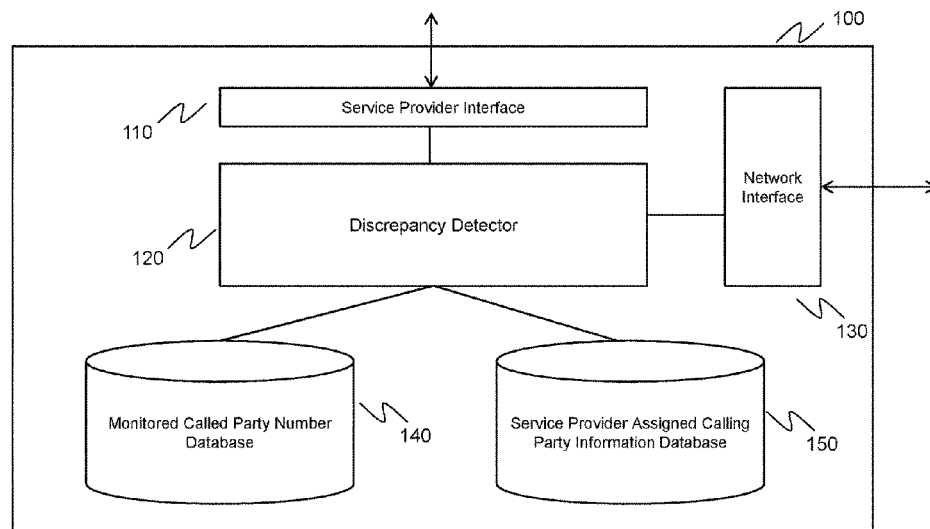 100
Service Provider Interface
110
Network
Interface
Discrepancy Detector
120
130
Monitored Called Party Number
Database
140
Service Provider Assigned Calling
Party Information Database
150